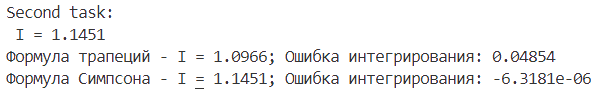 Second task:
I = 1.1451
Формула трапеций - I = 1.0966; Ошибка интегрирования: 0.04854
Формула Симпсона - I = 1.1451; Ошибка интегрирования: -6.3181e-06